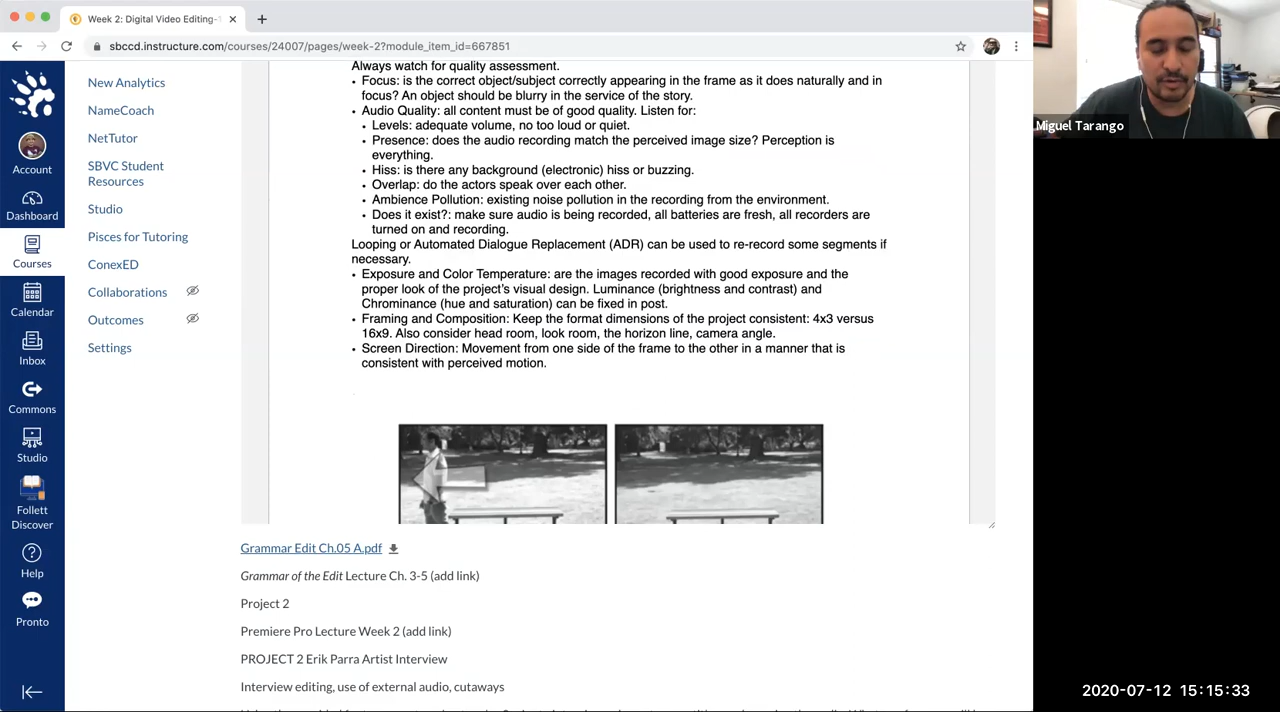 Week 2: Digital Video Editing-
sbccd.instructure.com/courses/24007/pages/week-2?module_item_id=667851
Account
Dashboard
Courses
Calendar
Inbox
Commons
Studio
Follett
Discover
Help
Pronto
New Analytics
NameCoach
NetTutor
SBVC Student
Resources
Studio
Pisces for Tutoring
ConexED
Collaborations
Outcomes
Settings
Always watch for quality assessment.
• Focus: is the correct object/subject correctly appearing in the frame as it does naturally and in
focus? An object should be blurry in the service of the story.
• Audio Quality: all content must be of good quality. Listen for:
• Levels: adequate volume, no too loud or quiet.
• Presence: does the audio recording match the perceived image size? Perception is
everything.
• Hiss: is there any background (electronic) hiss or buzzing.
• Overlap: do the actors speak over each other.
• Ambience Pollution: existing noise pollution in the recording from the environment.
• Does it exist?: make sure audio is being recorded, all batteries are fresh, all recorders are
turned on and recording.
Looping or Automated Dialogue Replacement (ADR) can be used to re-record some segments if
necessary.
• Exposure and Color Temperature: are the images recorded with good exposure and the
proper look of the project's visual design. Luminance (brightness and contrast) and
Chrominance (hue and saturation) can be fixed in post.
• Framing and Composition: Keep the format dimensions of the project consistent: 4x3 versus
16x9. Also consider head room, look room, the horizon line, camera angle.
• Screen Direction: Movement from one side of the frame to the other in a manner that is
consistent with perceived motion.
Grammar Edit Ch.05 A.pdf
Grammar of the Edit Lecture Ch. 3-5 (add link)
Project 2
Premiere Pro Lecture Week 2 (add link)
PROJECT 2 Erik Parra Artist Interview
Interview editing, use of external audio, cutaways
Miguel Tarango
2020-07-12 15:15:33